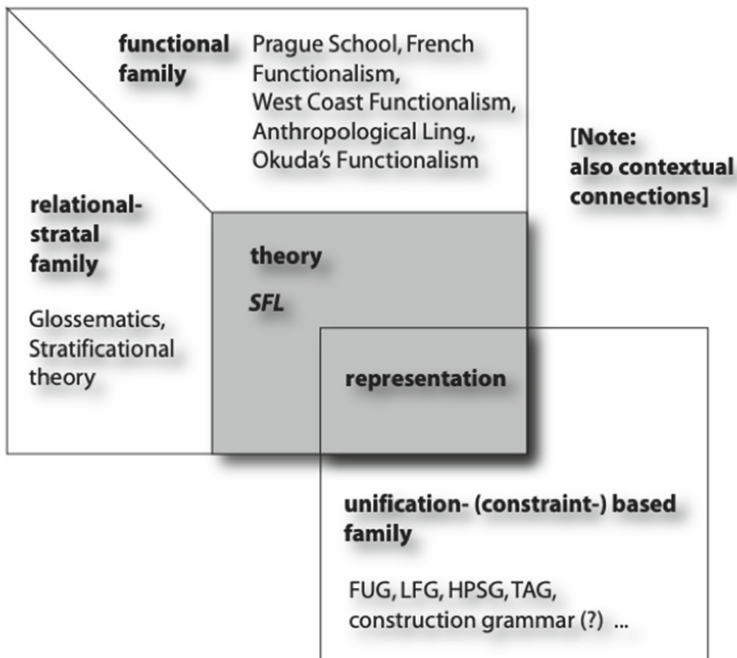 functional
family
Prague School, French
Functionalism,
West Coast Functionalism,
Anthropological Ling.,
Okuda's Functionalism
[Note:
also contextual
connections]
relational-
stratal
family
Glossematics,
Stratificational
theory
theory
SFL
representation
unification- (constraint-) based
family
FUG, LFG, HPSG, TAG,
construction grammar (?) ...